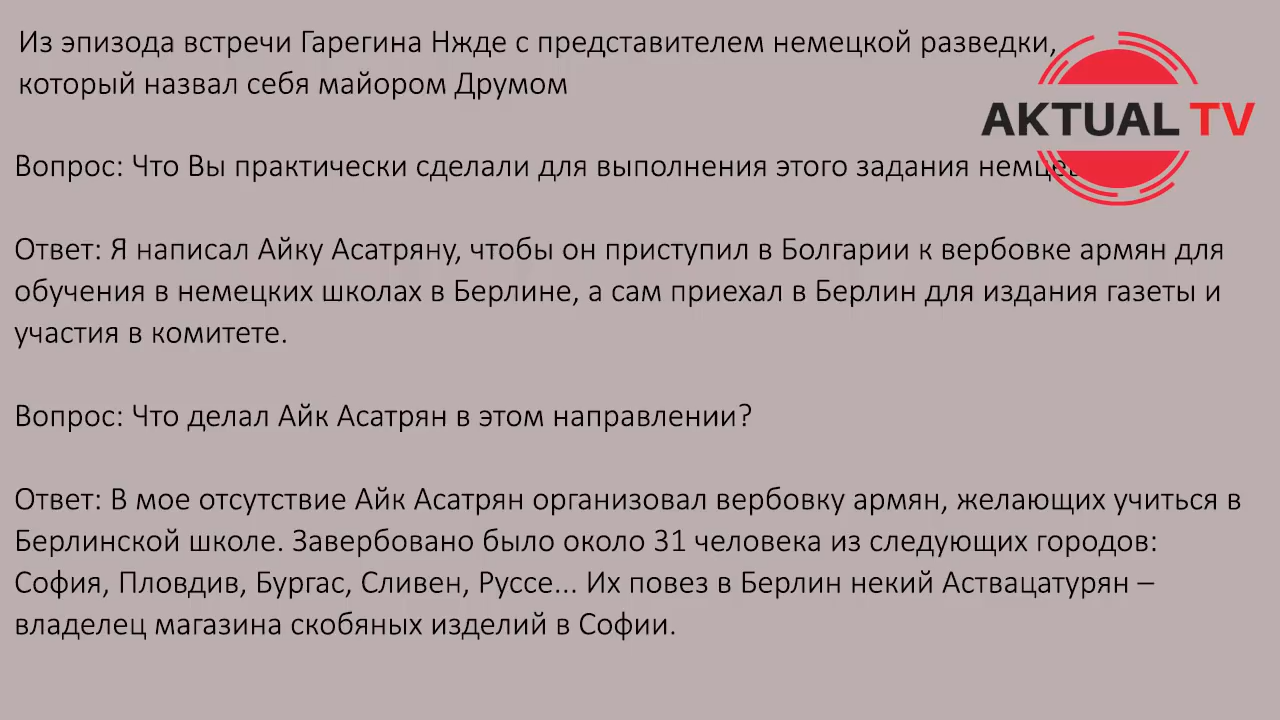 Из эпизода встречи Гарегина Нжде с представителем немецкой разведки,
который назвал себя майором Друмом
AKTUAL TV
Вопрос: Что Вы практически сделали для выполнения этого задания
Ответ: Я написал Айку Асатряну, чтобы он приступил в Болгарии к вербовке армян для
обучения в немецких школах в Берлине, а сам приехал в Берлин для издания газеты и
участия в комитете.
Вопрос: Что делал Айк Асатрян в этом направлении?
Ответ: В мое отсутствие Айк Асатрян организовал вербовку армян, желающих учиться в
Берлинской школе. Завербовано было около 31 человека из следующих городов:
София, Пловдив, Бургас, Сливен, Руссе... Их повез в Берлин некий Аствацатурян –
владелец магазина скобяных изделий в Софии.